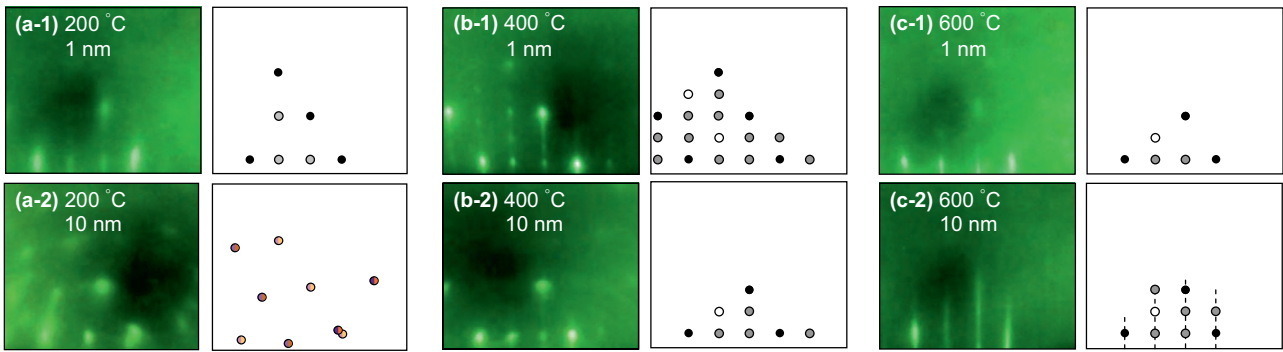 (a-1) 200 °C
1 nm
(b-1) 400 °C
1 nm
(c-1) 600 °C
1 nm
(a-2) 200 °C
10 nm
(b-2) 400 °C
10 nm
(c-2) 600 °C
10 nm